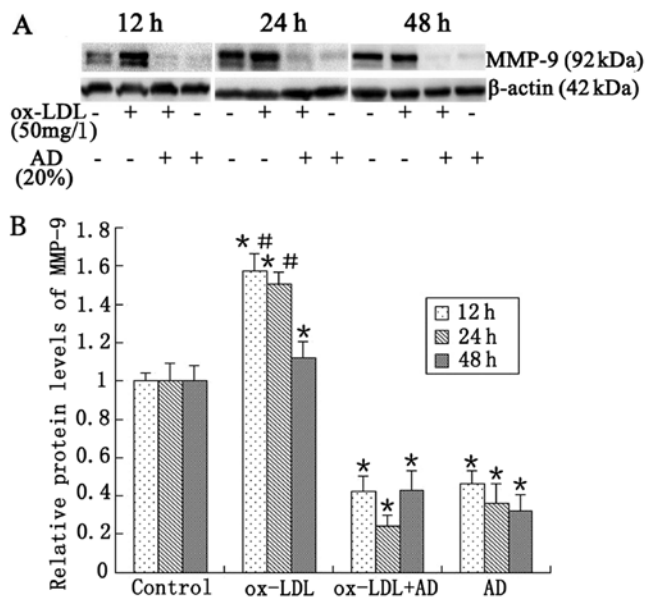 A
12 h 24 h 48 h
MMP-9 (92 kDa)
β-actin (42 kDa)
ox-LDL - + + - - + + - - + + -
(50mg/l)
AD - - + + - - + + - - + +
(20%)
B
Relative protein levels of MMP-9
1.8
1.6
1.4
1.2
1
0.8
0.6
0.4
0.2
0
* # * # *
* * *
* * *
12 h
24 h
48 h
Control ox-LDL ox-LDL+AD AD